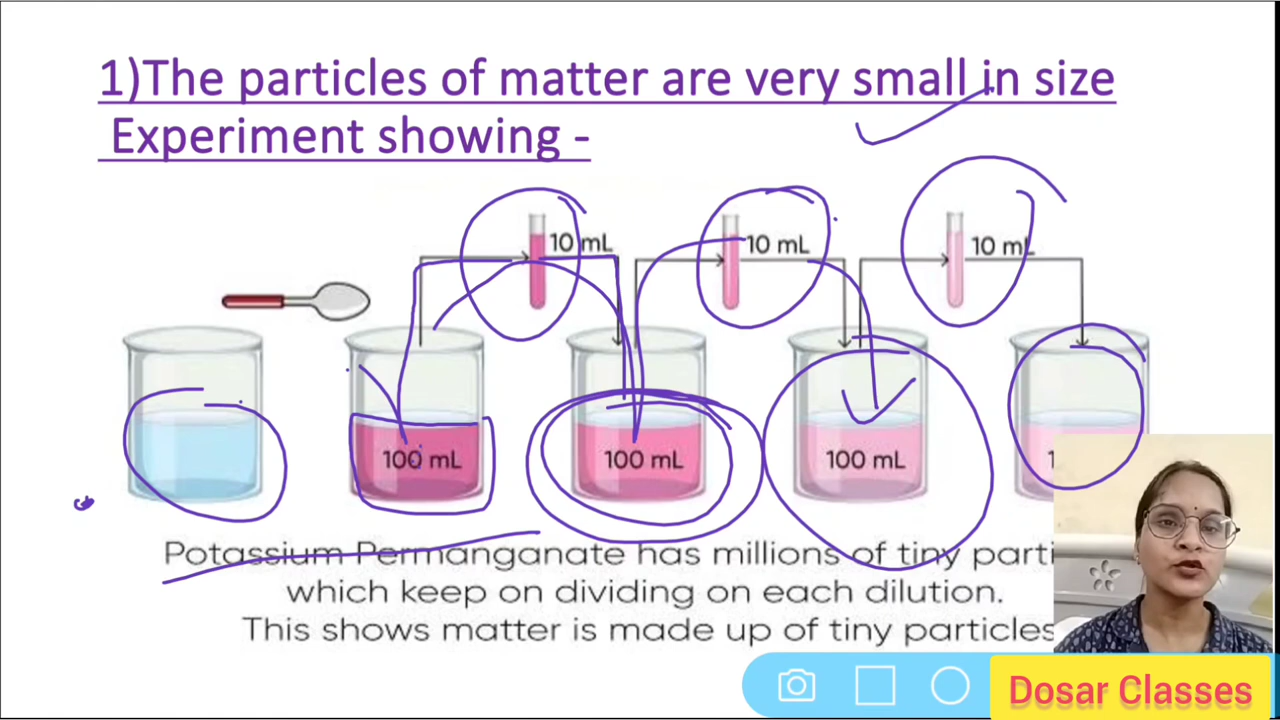 1)The particles of matter are very small in size
Experiment showing -
10 mL
10 mL
10 mL
100 mL
100 mL
100 mL
Potassium Permanganate has millions of tiny
which keep on dividing on each dilution.
This shows matter is made up of tiny particles
Dosar Classes